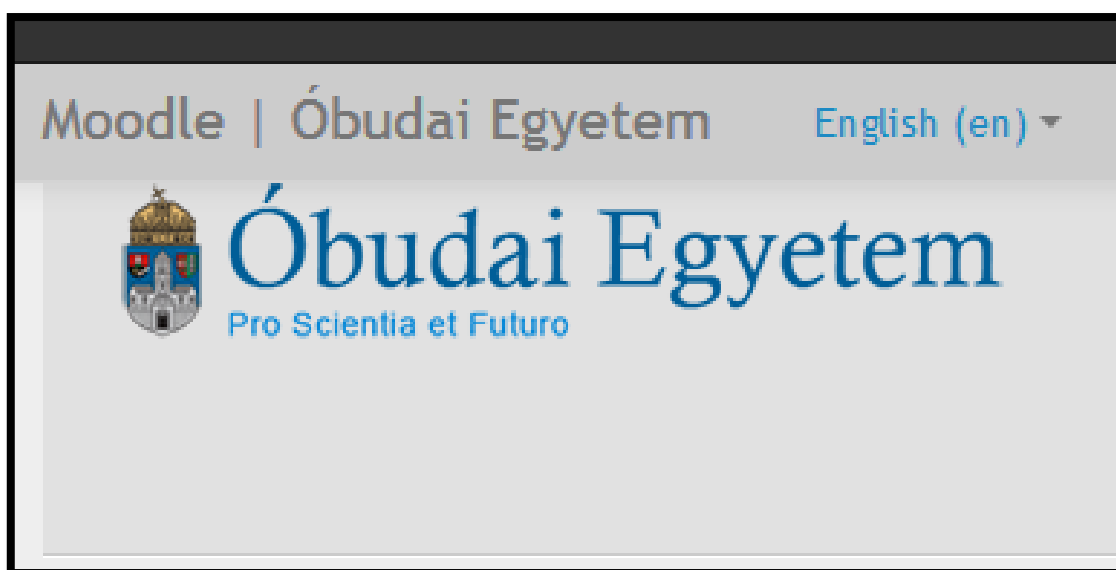 Moodle | Óbudai Egyetem English (en)
Óbudai Egyetem
Pro Scientia et Futuro